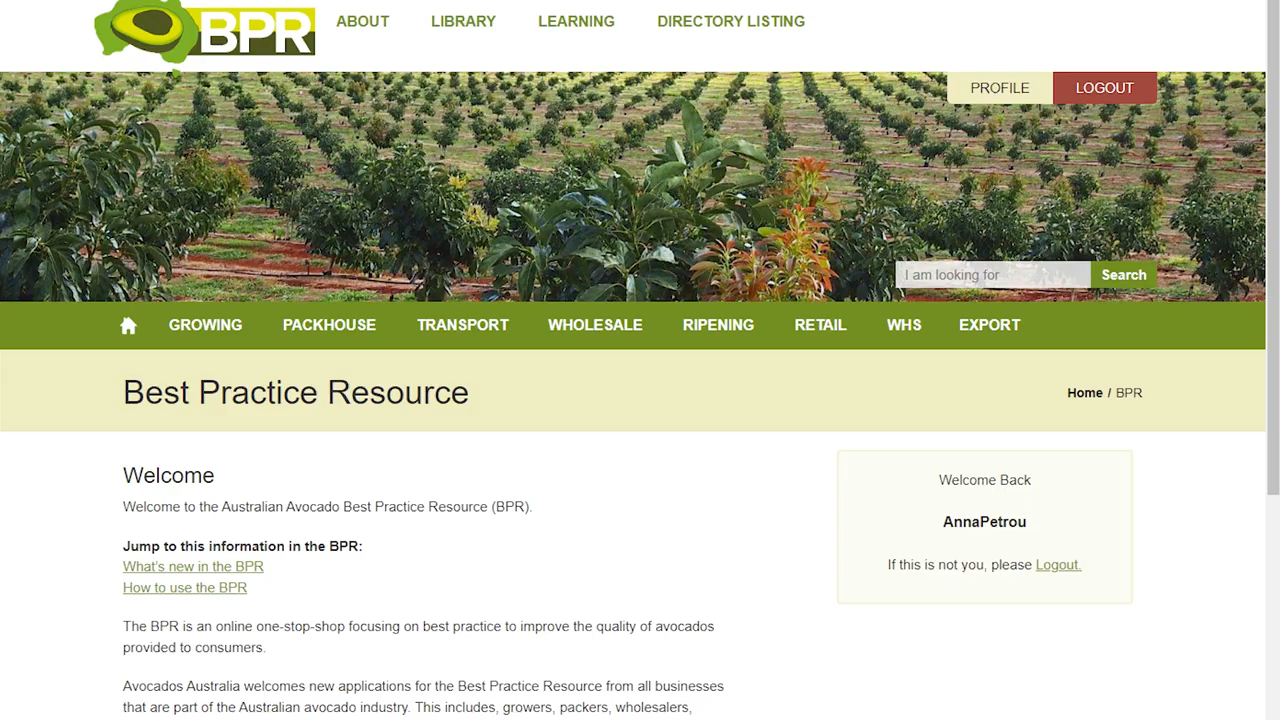 BPR
ABOUT LIBRARY LEARNING DIRECTORY LISTING
PROFILE LOGOUT
I am looking for Search
GROWING PACKHOUSE TRANSPORT WHOLESALE RIPENING RETAIL WHS EXPORT
Best Practice Resource
Home / BPR
Welcome
Welcome to the Australian Avocado Best Practice Resource (BPR).
Jump to this information in the BPR:
What's new in the BPR
How to use the BPR
The BPR is an online one-stop-shop focusing on best practice to improve the quality of avocados
provided to consumers.
Avocados Australia welcomes new applications for the Best Practice Resource from all businesses
that are part of the Australian avocado industry. This includes, growers, packers, wholesalers,
Welcome Back
AnnaPetrou
If this is not you, please Logout.